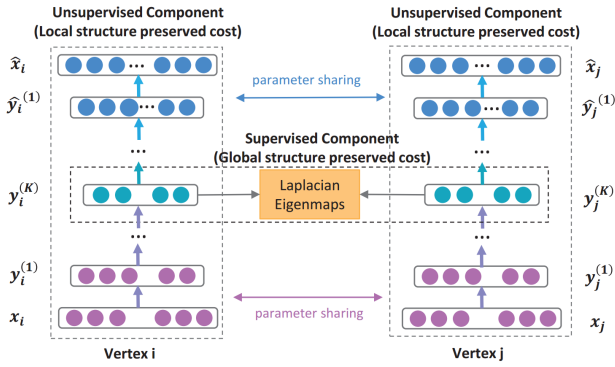 Unsupervised Component
(Local structure preserved cost)
Unsupervised Component
(Local structure preserved cost)
x̂ᵢ
...
...
x̂ⱼ
parameter sharing
ŷᵢ⁽¹⁾
...
...
ŷⱼ⁽¹⁾
...
...
Supervised Component
(Global structure preserved cost)
yᵢ⁽ᴷ⁾
Laplacian
Eigenmaps
yⱼ⁽ᴷ⁾
...
...
yᵢ⁽¹⁾
yⱼ⁽¹⁾
parameter sharing
xᵢ
xⱼ
Vertex i
Vertex j